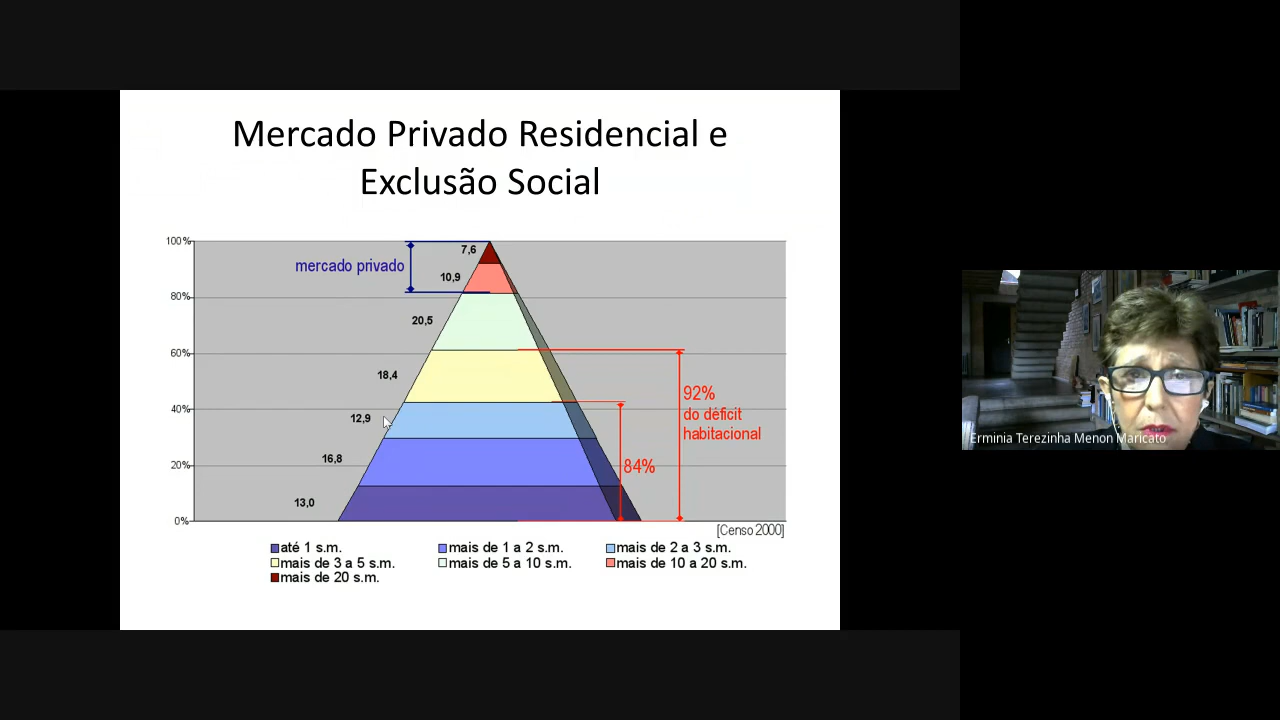 Mercado Privado Residencial e
Exclusão Social
100%
80%
60%
40%
20%
0%
mercado privado
7,6
10,9
20,5
18,4
12,9
16,8
13,0
92%
do déficit
habitacional
84%
[Censo 2000]
até 1 s.m.
mais de 1 a 2 s.m.
mais de 2 a 3 s.m.
mais de 3 a 5 s.m.
mais de 5 a 10 s.m.
mais de 10 a 20 s.m.
mais de 20 s.m.
Erminia Terezinha Menon Maricato